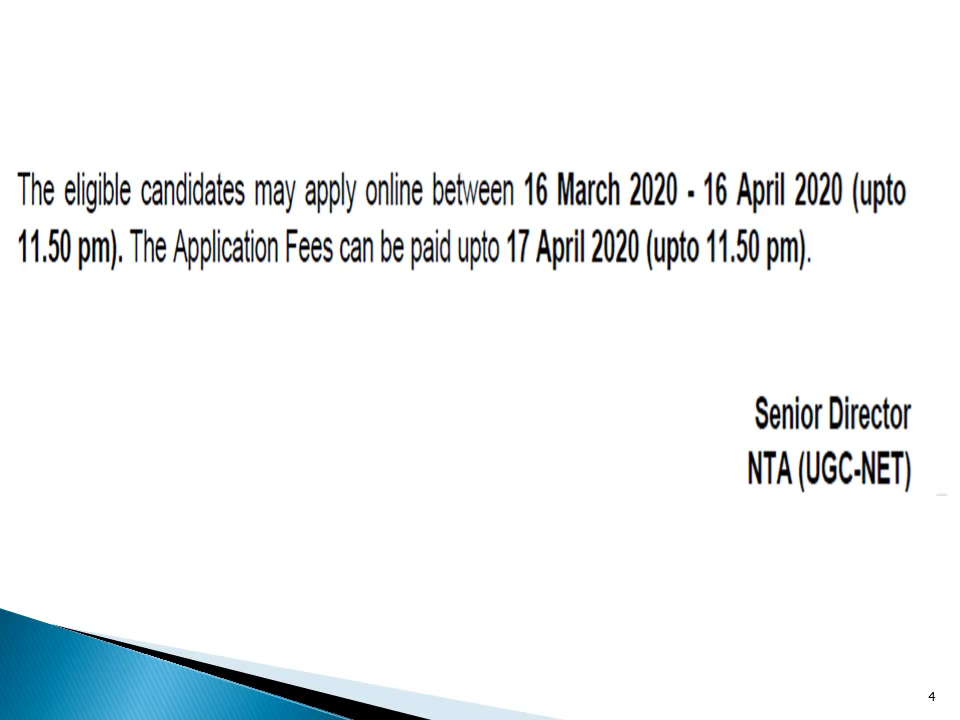 The eligible candidates may apply online between 16 March 2020 - 16 April 2020 (upto
11.50 pm). The Application Fees can be paid upto 17 April 2020 (upto 11.50 pm).
Senior Director
NTA (UGC-NET)
4